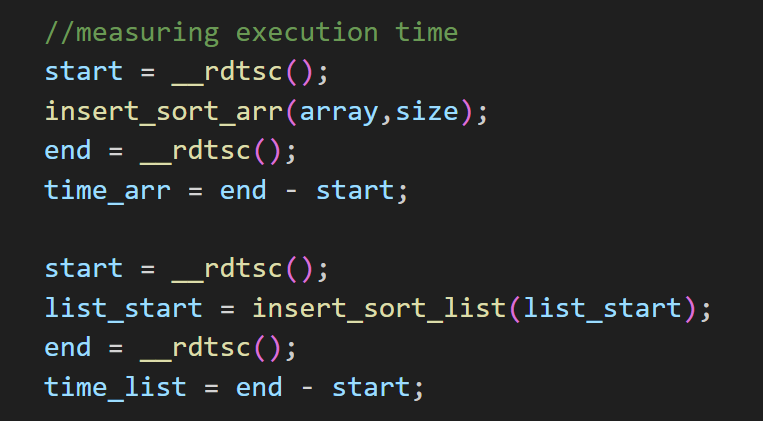 //measuring execution time
start = __rdtsc();
insert_sort_arr(array,size);
end = __rdtsc();
time_arr = end - start;
start = __rdtsc();
list_start = insert_sort_list(list_start);
end = __rdtsc();
time_list = end - start;